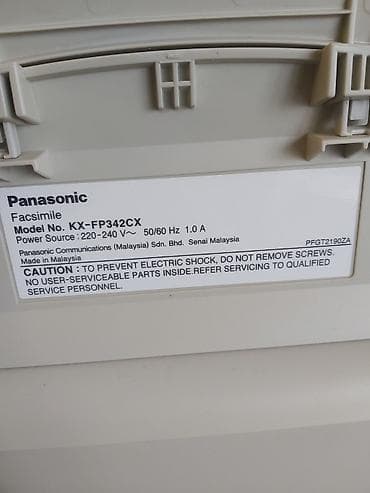 Panasonic
Facsimile
Model No. KX-FP342CX
Power Source : 220-240 V~ 50/60 Hz 1.0 A
Panasonic Communications (Malaysia) Sdn. Bhd. Senai Malaysia
Made in Malaysia PFGT2190ZA
CAUTION : TO PREVENT ELECTRIC SHOCK, DO NOT REMOVE SCREWS.
NO USER-SERVICEABLE PARTS INSIDE.REFER SERVICING TO QUALIFIED
SERVICE PERSONNEL.